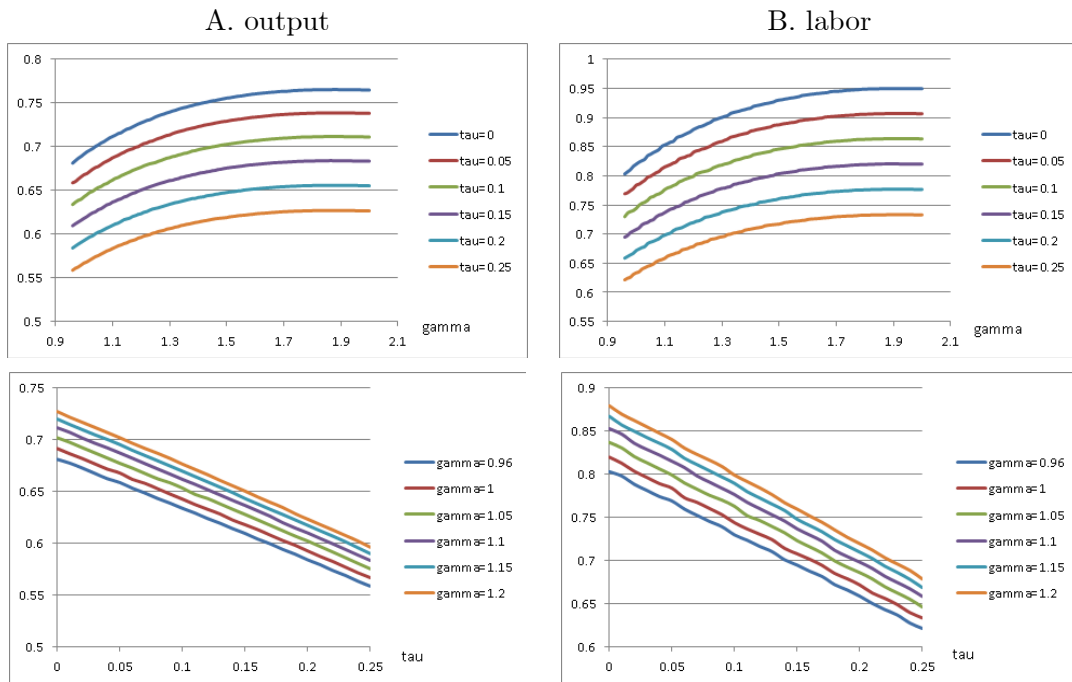 A. output
B. labor
0.8
0.75
0.7
0.65
0.6
0.55
0.5
0.9 1.1 1.3 1.5 1.7 1.9 2.1
gamma
tau=0
tau=0.05
tau=0.1
tau=0.15
tau=0.2
tau=0.25
1
0.95
0.9
0.85
0.8
0.75
0.7
0.65
0.6
0.55
0.9 1.1 1.3 1.5 1.7 1.9 2.1
gamma
tau=0
tau=0.05
tau=0.1
tau=0.15
tau=0.2
tau=0.25
0.75
0.7
0.65
0.6
0.55
0.5
0 0.05 0.1 0.15 0.2 0.25
tau
gamma=0.96
gamma=1
gamma=1.05
gamma=1.1
gamma=1.15
gamma=1.2
0.9
0.85
0.8
0.75
0.7
0.65
0.6
0 0.05 0.1 0.15 0.2 0.25
tau
gamma=0.96
gamma=1
gamma=1.05
gamma=1.1
gamma=1.15
gamma=1.2